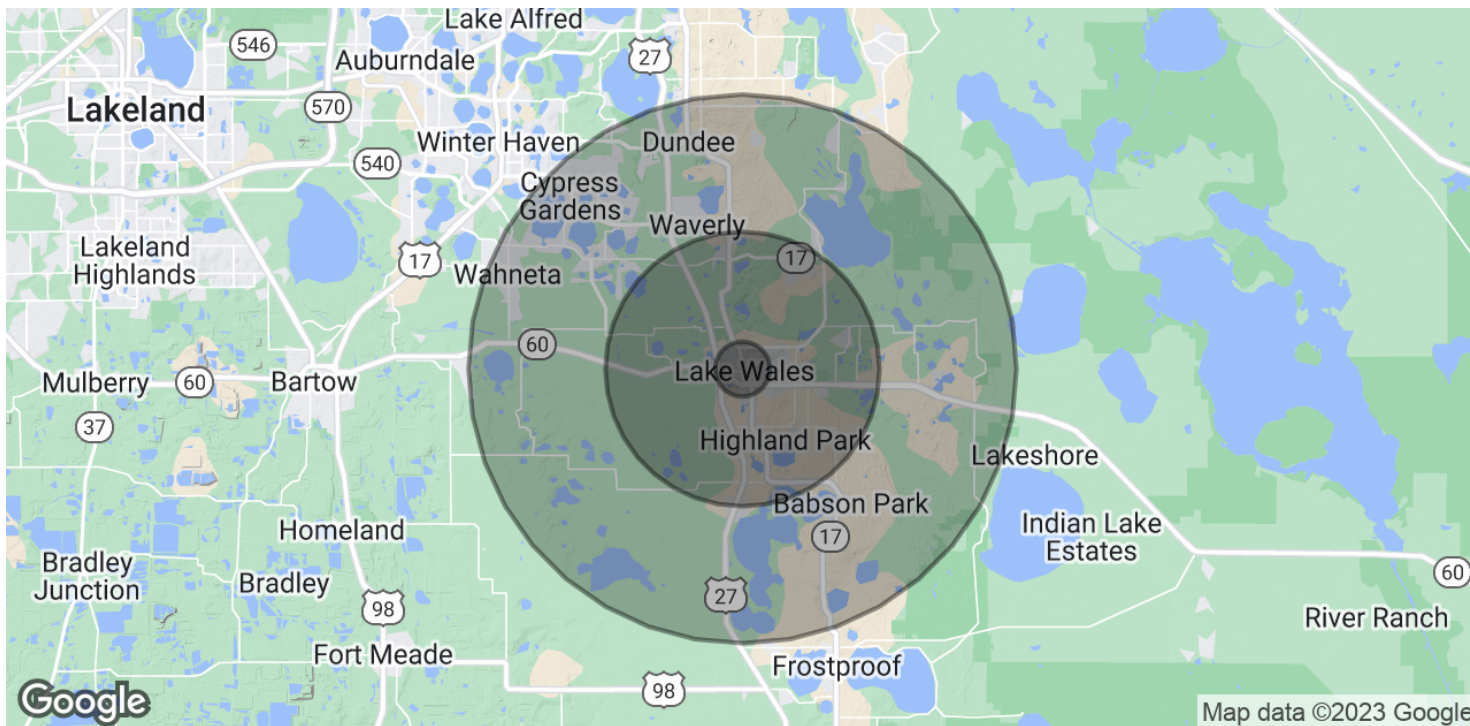 Lake Alfred
546
27
Auburndale
Lakeland
570
Winter Haven
Dundee
540
Cypress
Gardens
Waverly
Lakeland
Highlands
17
Wahneta
17
60
Lake Wales
Mulberry
60
Bartow
37
Highland Park
Lakeshore
Babson Park
Homeland
17
Indian Lake
Estates
Bradley
Junction
Bradley
60
98
27
River Ranch
Fort Meade
Frostproof
98
Google
Map data ©2023 Google